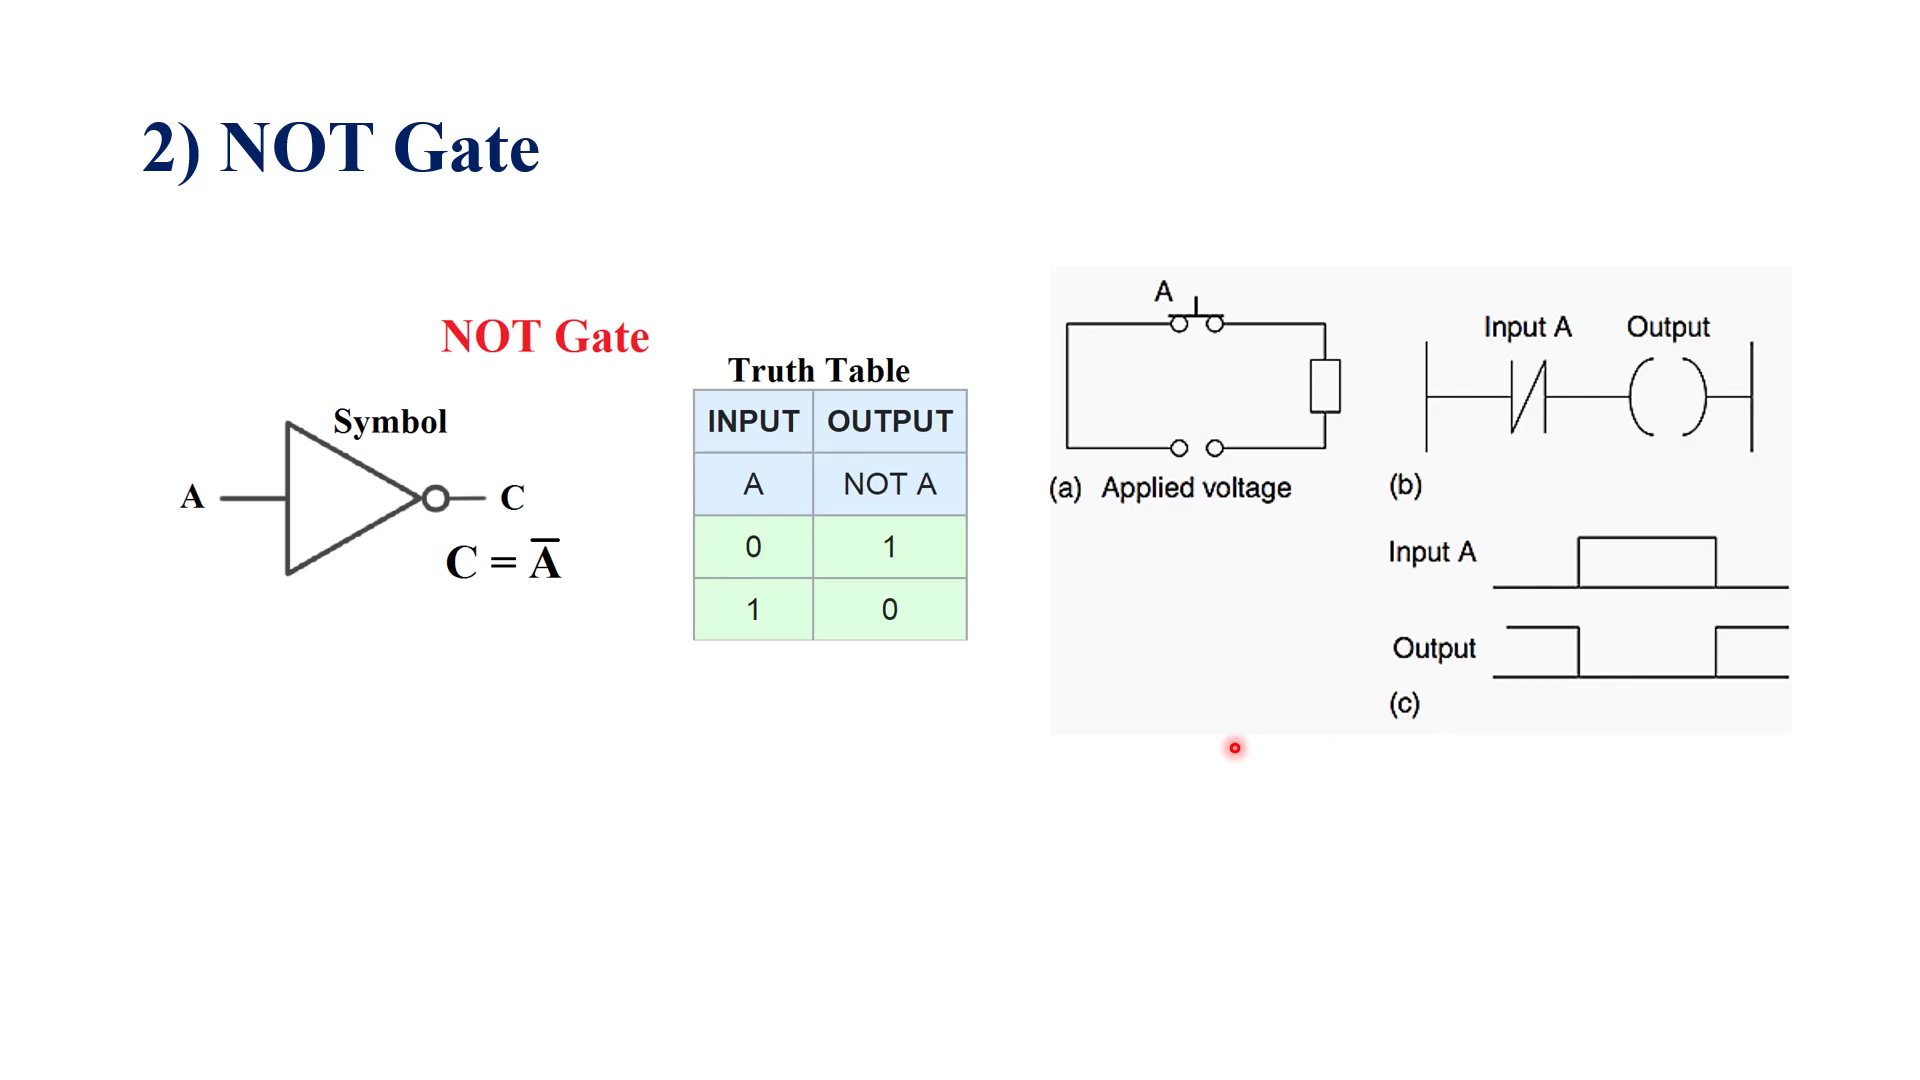 2) NOT Gate
NOT Gate
Symbol
A
C
C = A̅
Truth Table
INPUT OUTPUT
A NOT A
0 1
1 0
A
(a) Applied voltage
Input A Output
(b)
Input A
Output
(c)